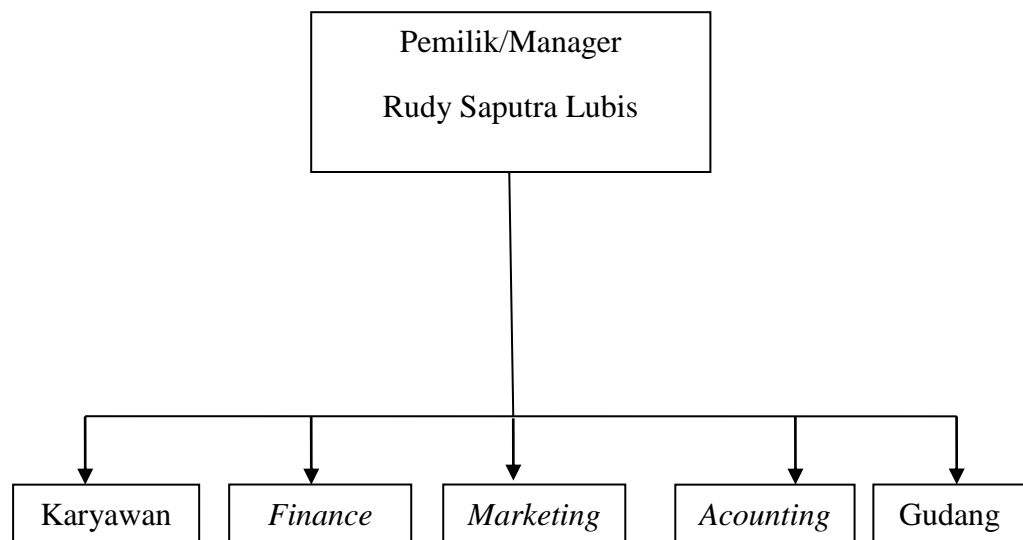 Pemilik/Manager
Rudy Saputra Lubis
Karyawan
Finance
Marketing
Acounting
Gudang